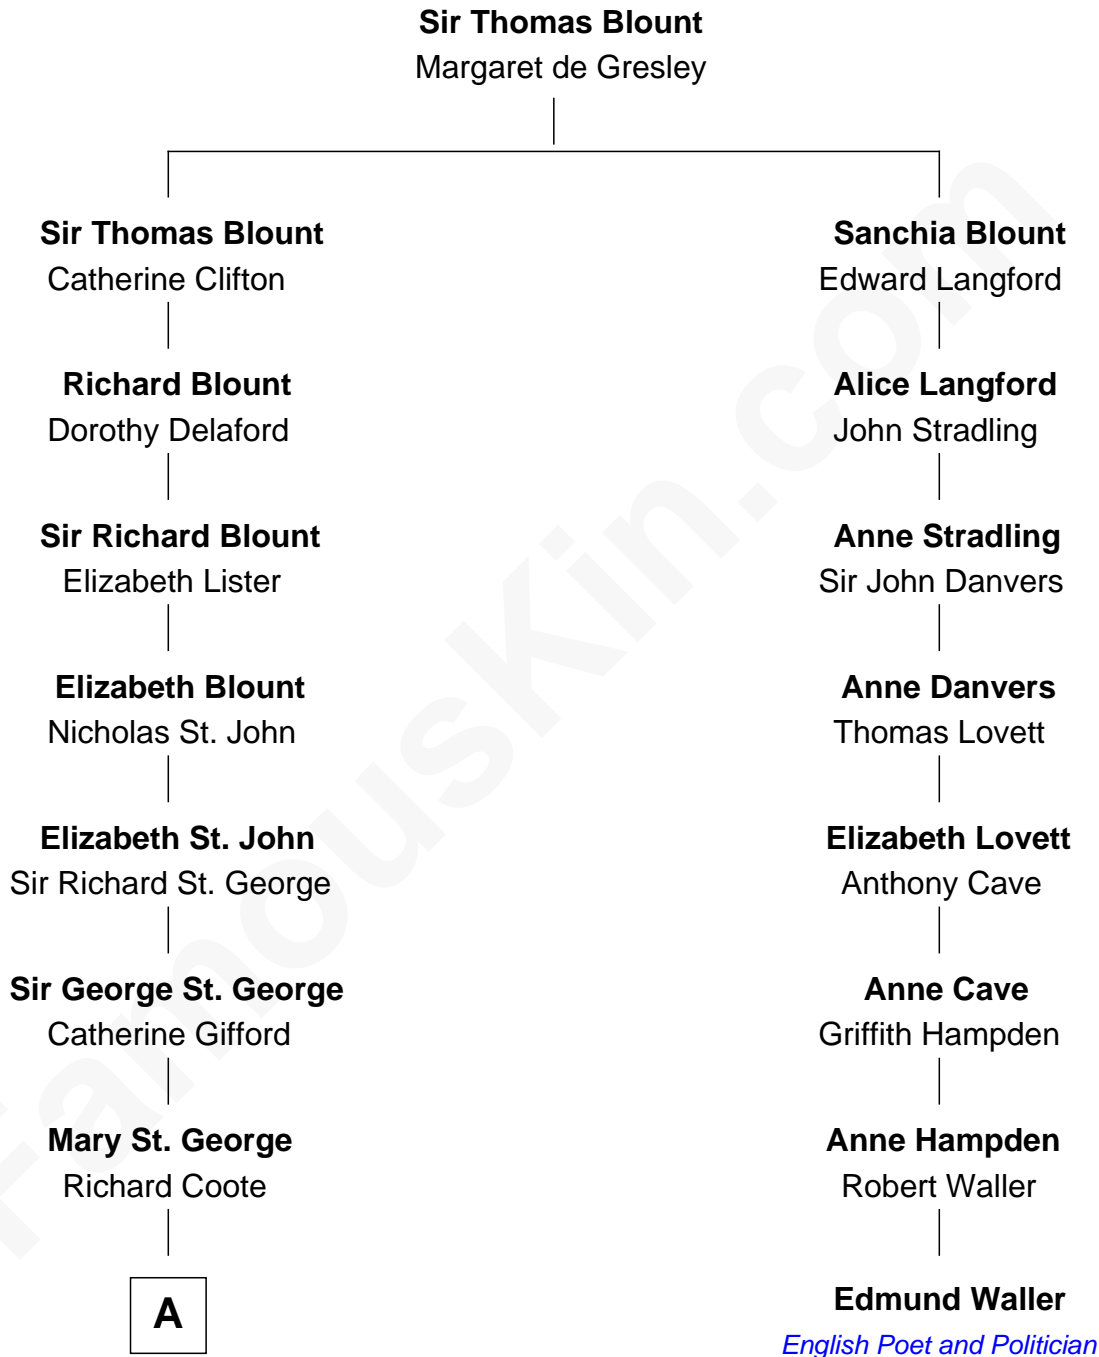 Sir Thomas Blount
Margaret de Gresley
Sir Thomas Blount
Catherine Clifton
Sanchia Blount
Edward Langford
Richard Blount
Dorothy Delaford
Alice Langford
John Stradling
Sir Richard Blount
Elizabeth Lister
Anne Stradling
Sir John Danvers
Elizabeth Blount
Nicholas St. John
Anne Danvers
Thomas Lovett
Elizabeth St. John
Sir Richard St. George
Elizabeth Lovett
Anthony Cave
Sir George St. George
Catherine Gifford
Anne Cave
Griffith Hampden
Mary St. George
Richard Coote
Anne Hampden
Robert Waller
A
Edmund Waller
English Poet and Politician
FamousKin.com